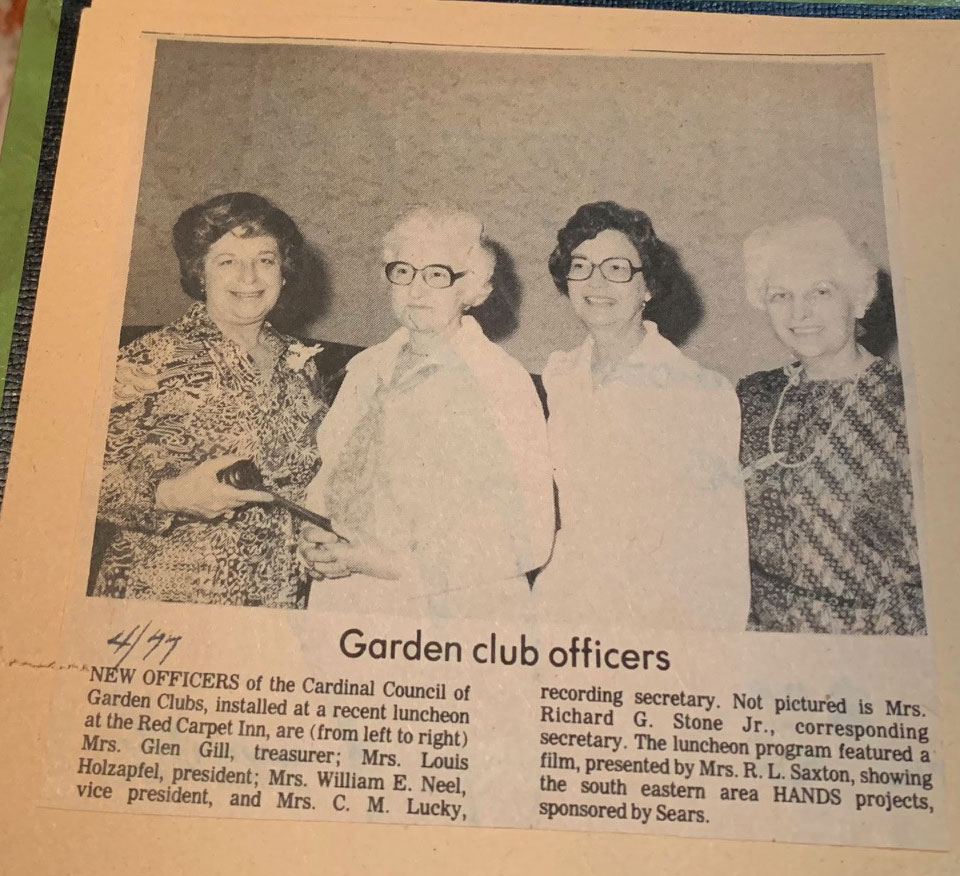 4/77
Garden club officers
NEW OFFICERS of the Cardinal Council of
Garden Clubs, installed at a recent luncheon
at the Red Carpet Inn, are (from left to right)
Mrs. Glen Gill, treasurer; Mrs. Louis
Holzapfel, president; Mrs. William E. Neel,
vice president, and Mrs. C. M. Lucky,
recording secretary. Not pictured is Mrs.
Richard G. Stone Jr., corresponding
secretary. The luncheon program featured a
film, presented by Mrs. R. L. Saxton, showing
the south eastern area HANDS projects,
sponsored by Sears.